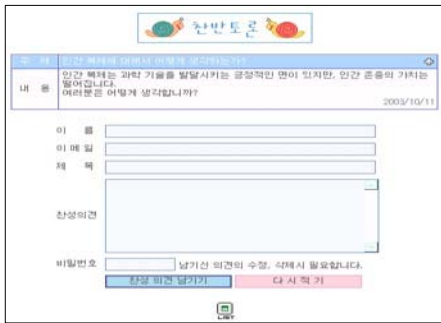 찬반토론
주 제 인간 복제에 대해서 어떻게 생각하는가?
내 용 인간 복제는 과학 기술를 발달시키는 긍정적인 면이 있지만, 인간 존중의 가치는
떨어집니다.
여러분은 어떻게 생각합니까?
2003/10/11
이 름
이 메 일
제 목
찬성의견
비밀번호 남기신 의견의 수정, 삭제시 필요합니다.
찬성 의견 남기기 다 시 적 기
LIST